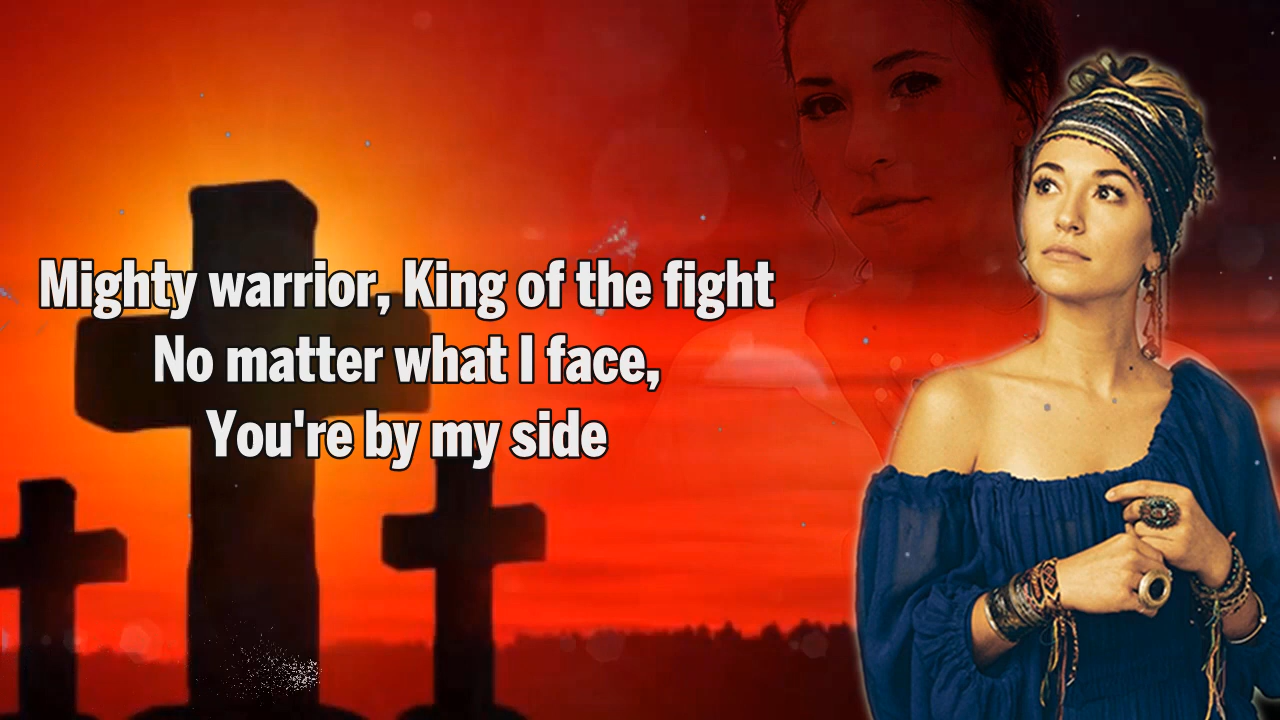 Mighty warrior, King of the fight
No matter what I face,
You're by my side